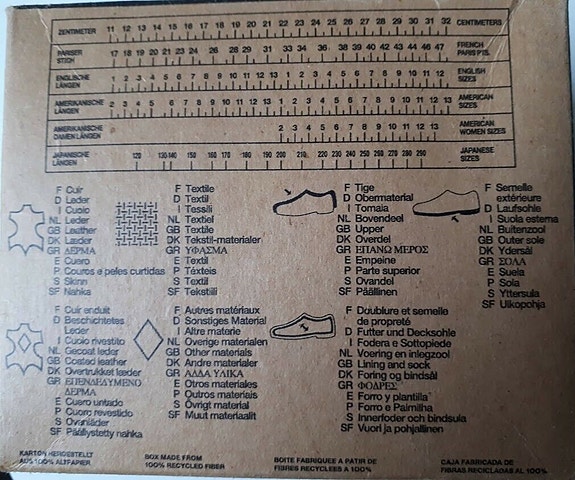 ZENTIMETER 11 12 13 14 15 16 17 18 19 20 21 22 23 24 25 26 27 28 29 30 31 32 CENTIMETERS
PARISER STICH 17 18 19 20 21 23 24 26 28 29 31 33 34 36 38 39 40 42 43 44 46 47 FRENCH PARIS PTS.
ENGLISCHE LÄNGEN 1 2 3 4 5 6 7 8 9 10 11 12 13 1 2 3 4 5 6 7 8 9 10 11 12 ENGLISH SIZES
AMERIKANISCHE LÄNGEN 2 3 4 5 6 7 8 9 10 11 12 13 1 2 3 4 5 6 7 8 9 10 11 12 13 AMERICAN SIZES
AMERIKANISCHE DAMEN LÄNGEN 2 3 4 5 6 7 8 9 10 11 12 13 AMERICAN WOMEN SIZES
JAPANISCHE LÄNGEN 120 130 140 150 160 170 180 190 200 210 220 230 240 250 260 270 280 290 JAPANESE SIZES
F Cuir
D Leder
I Cuoio
NL Leder
GB Leather
DK Læder
GR ΔΕΡΜΑ
E Cuero
P Couros e peles curtidas
S Skinn
SF Nahka
F Textile
D Textil
I Tessili
NL Textiel
GB Textile
DK Tekstil-materialer
GR ΥΦΑΣΜΑ
E Textil
P Téxteis
S Textil
SF Tekstiili
F Tige
D Obermaterial
I Tomaia
NL Bovendeel
GB Upper
DK Overdel
GR ΕΠΑΝΩ ΜΕΡΟΣ
E Empeine
P Parte superior
S Ovandel
SF Päällinen
F Semelle
extérieure
D Laufsohle
I Suola esterna
NL Buitenzool
GB Outer sole
DK Ydersål
GR ΣΟΛΑ
E Suela
P Sola
S Yttersula
SF Ulkopohja
F Cuir enduit
D Beschichtetes
Leder
I Cuoio rivestito
NL Gecoat leder
GB Coated leather
DK Overtrukket læder
GR ΕΠΕΝΔΕΔΥΜΕΝΟ
ΔΕΡΜΑ
E Cuero untado
P Couro revestido
S Ovanläder
SF Päällystetty nahka
F Autres matériaux
D Sonstiges Material
I Altre materie
NL Overige materialen
GB Other materials
DK Andre materialer
GR ΑΛΛΑ ΥΛΙΚΑ
E Otros materiales
P Outros materiais
S Övrigt material
SF Muut materiaalit
F Doublure et semelle
de propreté
D Futter und Decksohle
I Fodera e Sottopiede
NL Voering en inlegzool
GB Lining and sock
DK Foring og bindsål
GR ΦΟΔΡΕΣ
E Forro y plantilla
P Forro e Palmilha
S Innerfoder och bindsula
SF Vuori ja pohjallinen
KARTON HERGESTELLT
AUS 100% ALTPAPIER
BOX MADE FROM
100% RECYCLED FIBER
BOITE FABRIQUEE A PATIR DE
FIBRES RECYCLEES A 100%
CAJA FABRICADA DE
FIBRAS RECICLADAS AL 100%